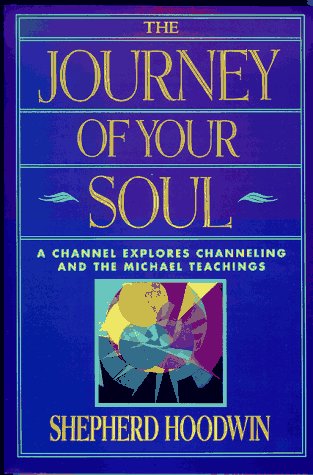 THE
JOURNEY
OF YOUR
SOUL
A CHANNEL EXPLORES CHANNELING
AND THE MICHAEL TEACHINGS
SHEPHERD HOODWIN